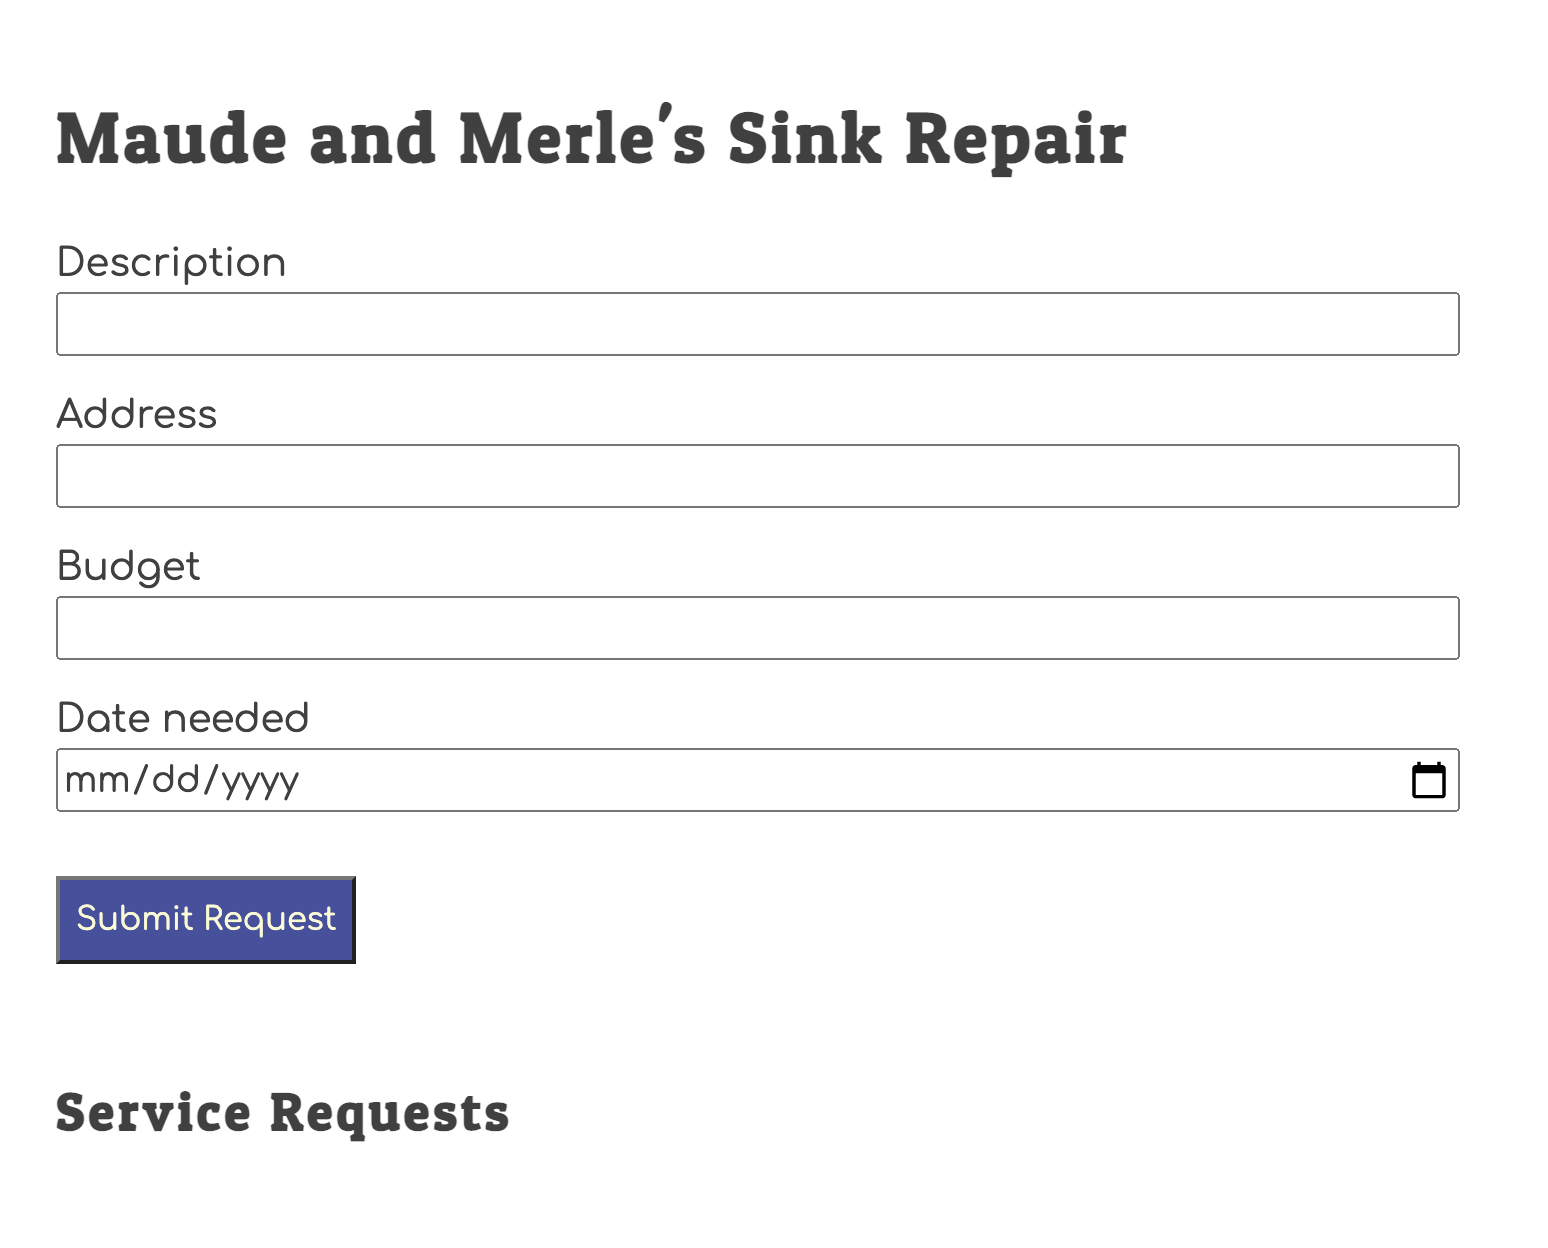 Maude and Merle's Sink Repair
Description
Address
Budget
Date needed
mm/dd/yyyy
Submit Request
Service Requests